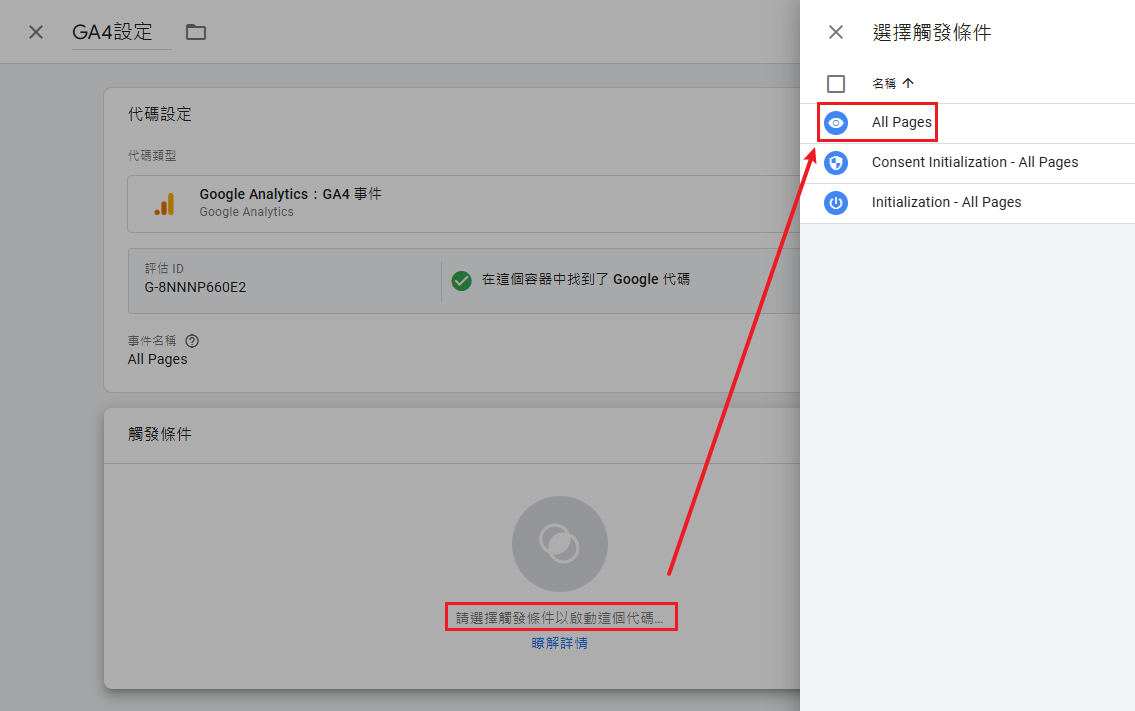 GA4設定
代碼設定
代碼類型
Google Analytics：GA4 事件
Google Analytics
評估 ID
G-8NNNP660E2
在這個容器中找到了 Google 代碼
事件名稱
All Pages
觸發條件
請選擇觸發條件以啟動這個代碼...
瞭解詳情
選擇觸發條件
名稱
All Pages
Consent Initialization - All Pages
Initialization - All Pages